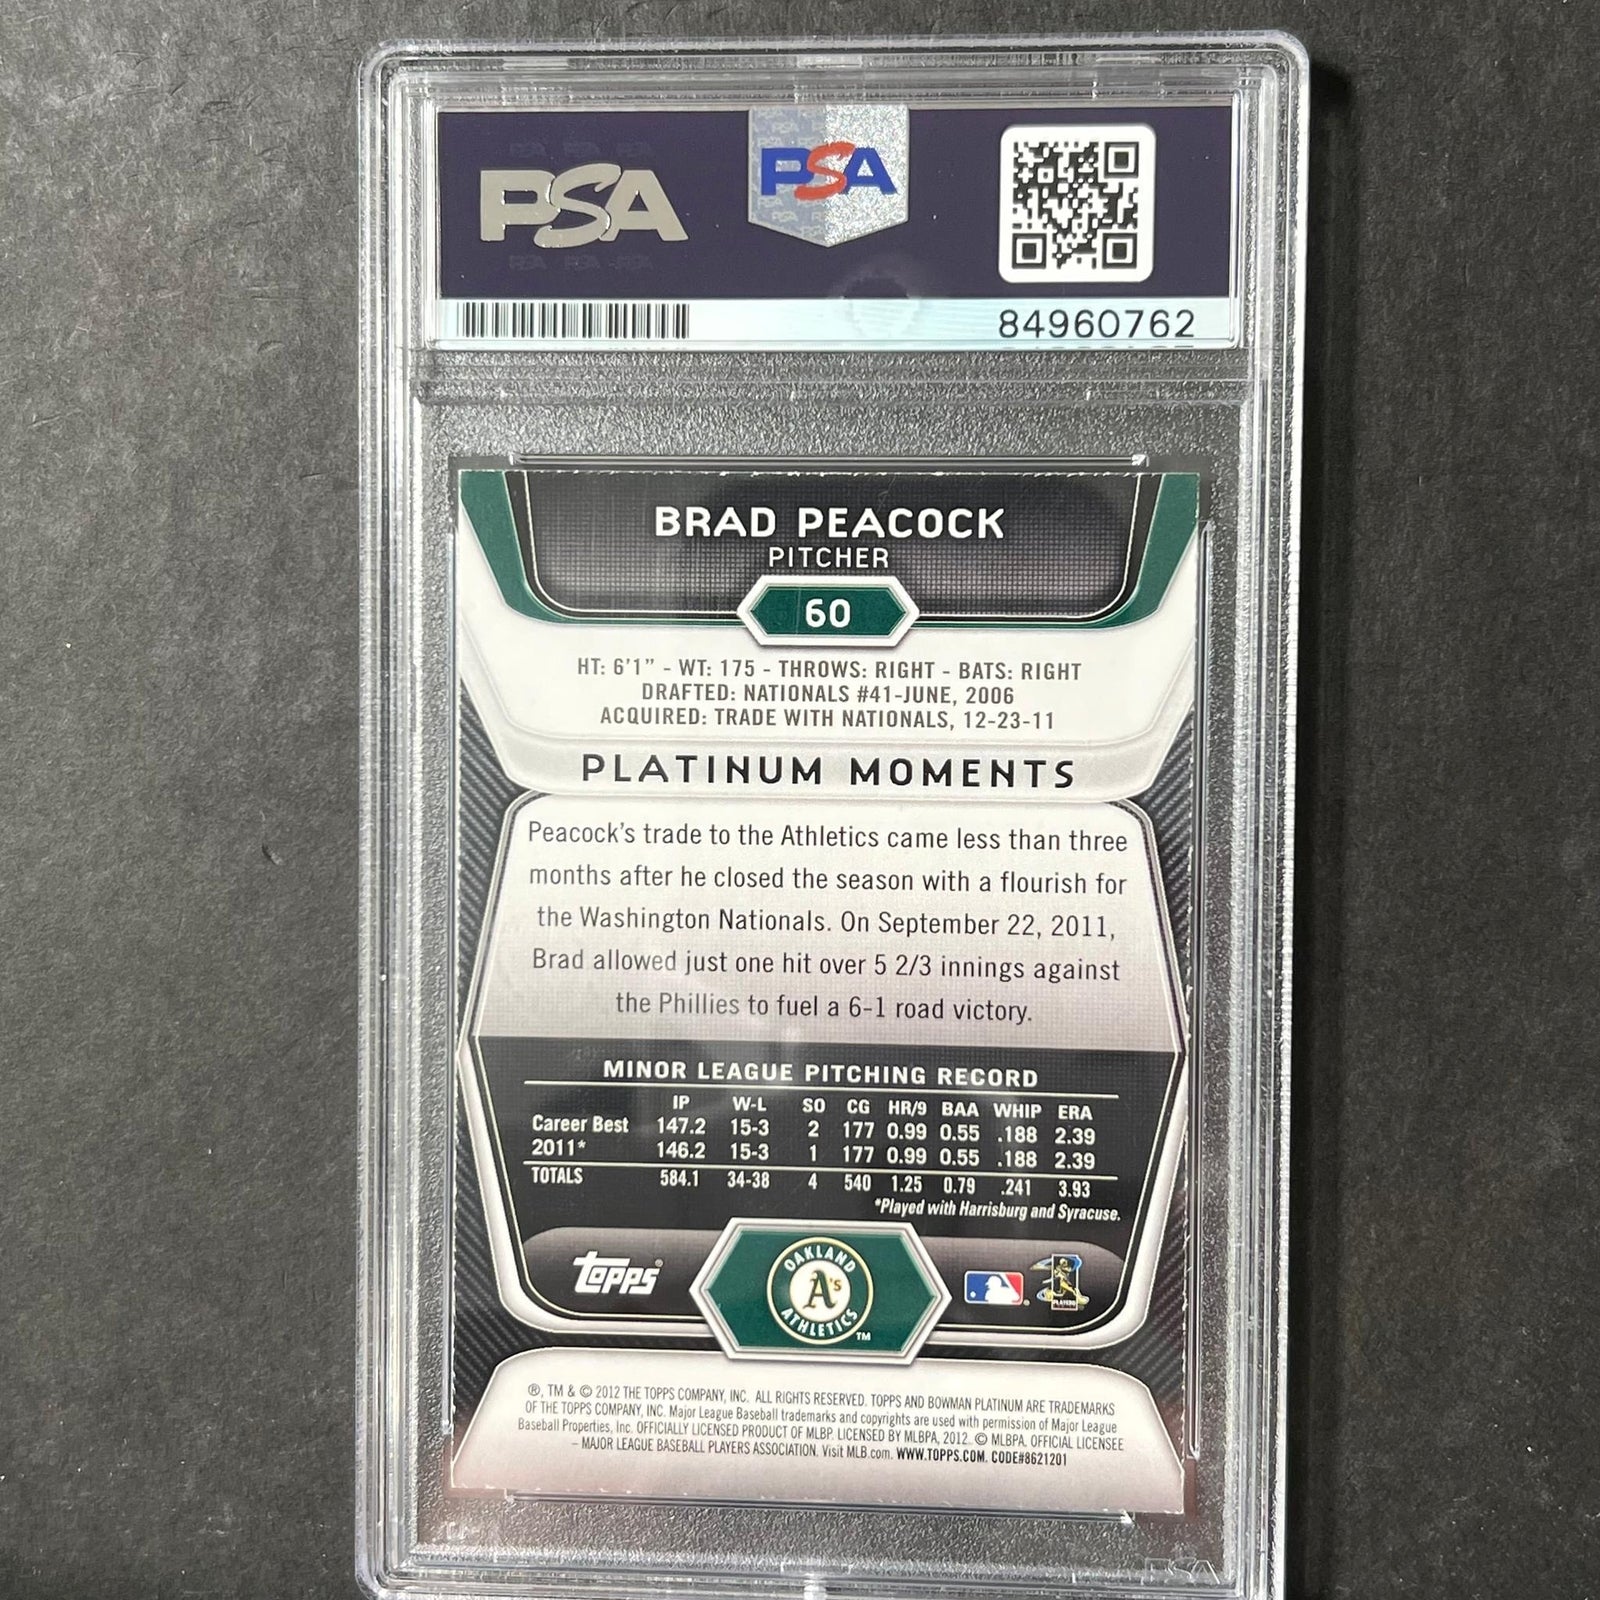 PSA
PSA
84960762
BRAD PEACOCK
PITCHER
60
HT: 6'1" - WT: 175 - THROWS: RIGHT - BATS: RIGHT
DRAFTED: NATIONALS #41-JUNE, 2006
ACQUIRED: TRADE WITH NATIONALS, 12-23-11
PLATINUM MOMENTS
Peacock's trade to the Athletics came less than three
months after he closed the season with a flourish for
the Washington Nationals. On September 22, 2011,
Brad allowed just one hit over 5 2/3 innings against
the Phillies to fuel a 6-1 road victory.
MINOR LEAGUE PITCHING RECORD
IP W-L SO CG HR/9 BAA WHIP ERA
Career Best 147.2 15-3 2 177 0.99 0.55 .188 2.39
2011* 146.2 15-3 1 177 0.99 0.55 .188 2.39
TOTALS 584.1 34-38 4 540 1.25 0.79 .241 3.93
*Played with Harrisburg and Syracuse.
topps®
OAKLAND
A's
ATHLETICS
TM
PLAYERS
®, TM & © 2012 THE TOPPS COMPANY, INC. ALL RIGHTS RESERVED. TOPPS AND BOWMAN PLATINUM ARE TRADEMARKS
OF THE TOPPS COMPANY, INC. Major League Baseball trademarks and copyrights are used with permission of Major League
Baseball Properties, Inc. OFFICIALLY LICENSED PRODUCT OF MLBP. LICENSED BY MLBPA, 2012. © MLBPA, OFFICIAL LICENSEE
– MAJOR LEAGUE BASEBALL PLAYERS ASSOCIATION. Visit MLB.com. WWW.TOPPS.COM. CODE#8621201
PSA